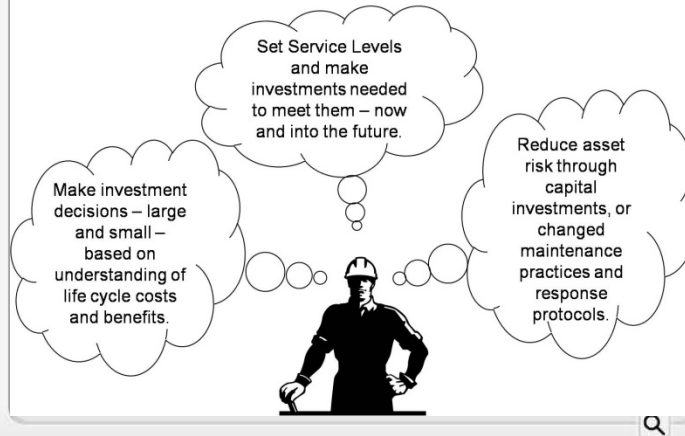 Set Service Levels
and make
investments needed
to meet them – now
and into the future.
Make investment
decisions – large
and small –
based on
understanding of
life cycle costs
and benefits.
Reduce asset
risk through
capital
investments, or
changed
maintenance
practices and
response
protocols.